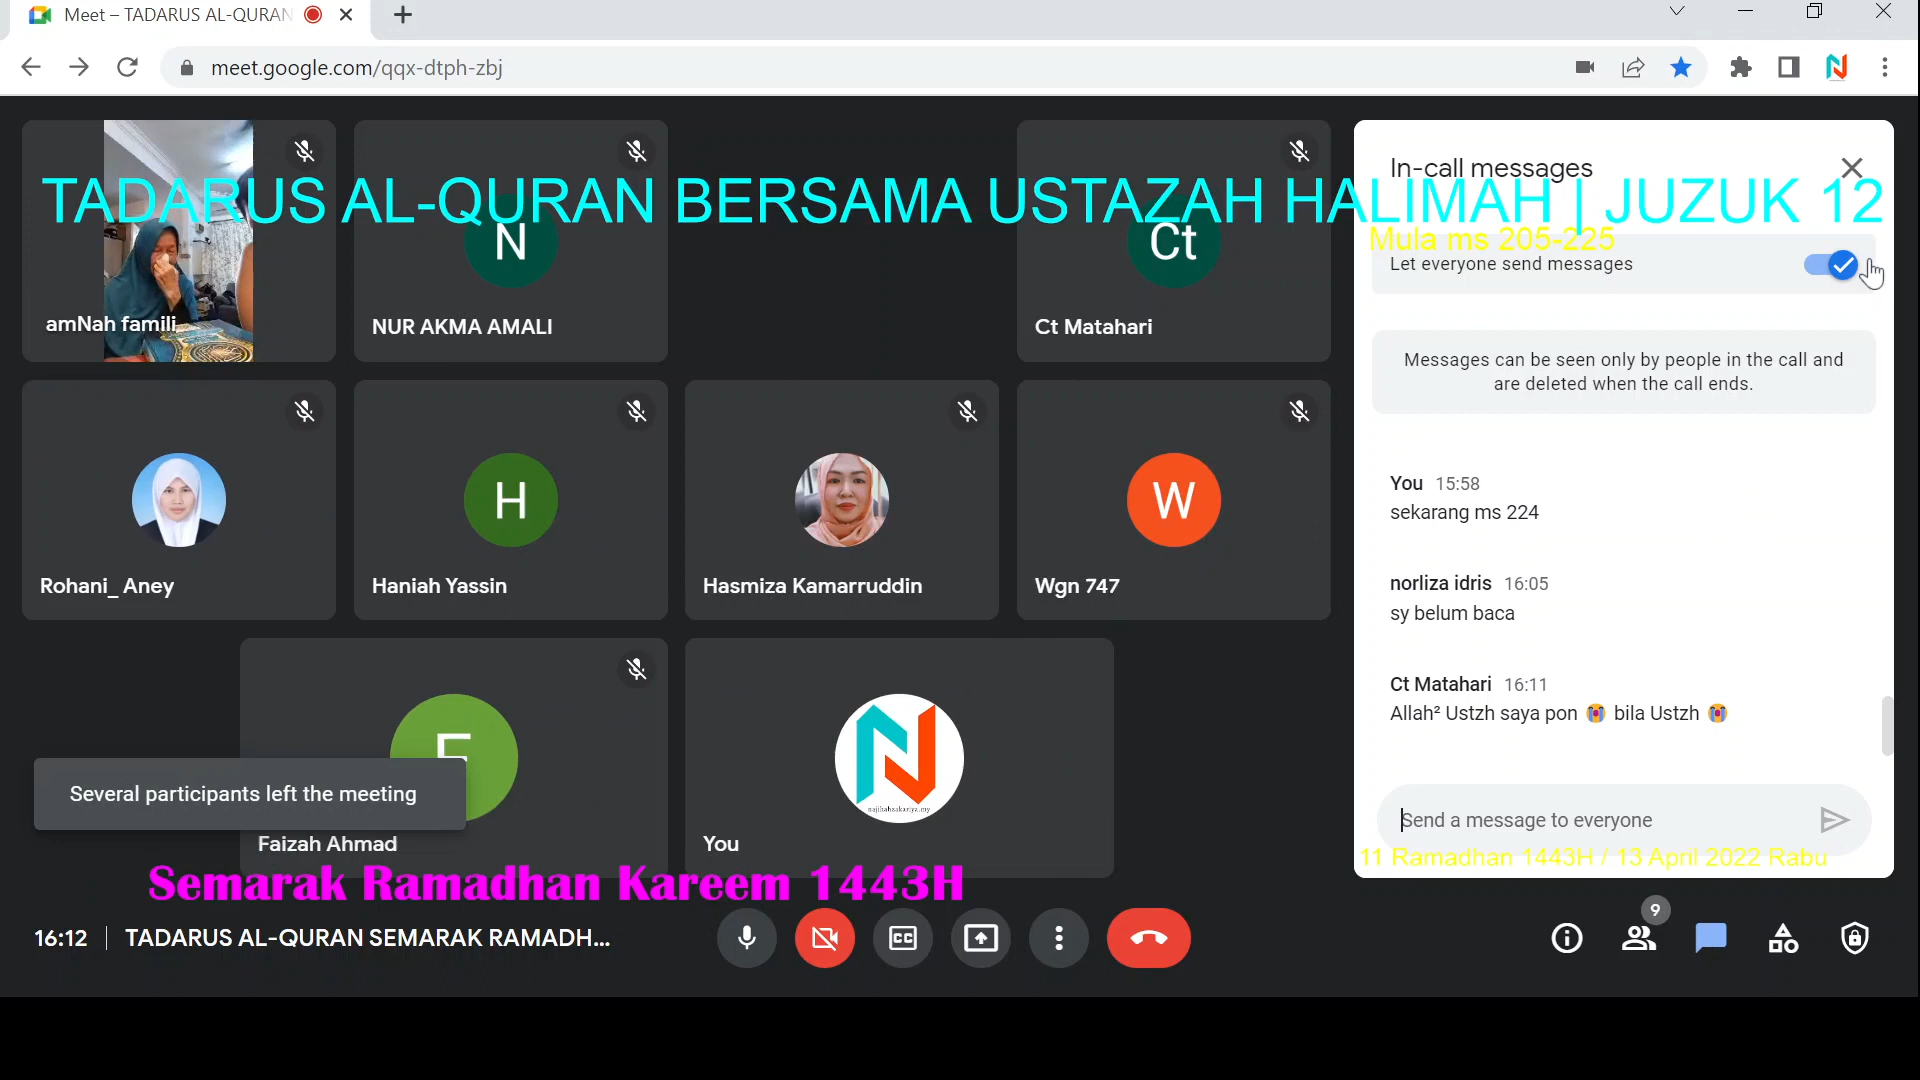 Meet – TADARUS AL-QURAN
meet.google.com/qqx-dtph-zbj
TADARUS AL-QURAN BERSAMA USTAZAH HALIMAH | JUZUK 12
Mula ms 205-225
amNah famili
N
NUR AKMA AMALI
Ct
Ct Matahari
Rohani_ Aney
H
Haniah Yassin
Hasmiza Kamarruddin
W
Wgn 747
Several participants left the meeting
Faizah Ahmad
najihahzakariya.my
You
In-call messages
Let everyone send messages
Messages can be seen only by people in the call and
are deleted when the call ends.
You 15:58
sekarang ms 224
norliza idris 16:05
sy belum baca
Ct Matahari 16:11
Allah² Ustzh saya pon 😭 bila Ustzh 😭
Send a message to everyone
11 Ramadhan 1443H / 13 April 2022 Rabu
Semarak Ramadhan Kareem 1443H
16:12 | TADARUS AL-QURAN SEMARAK RAMADH...
CC
9